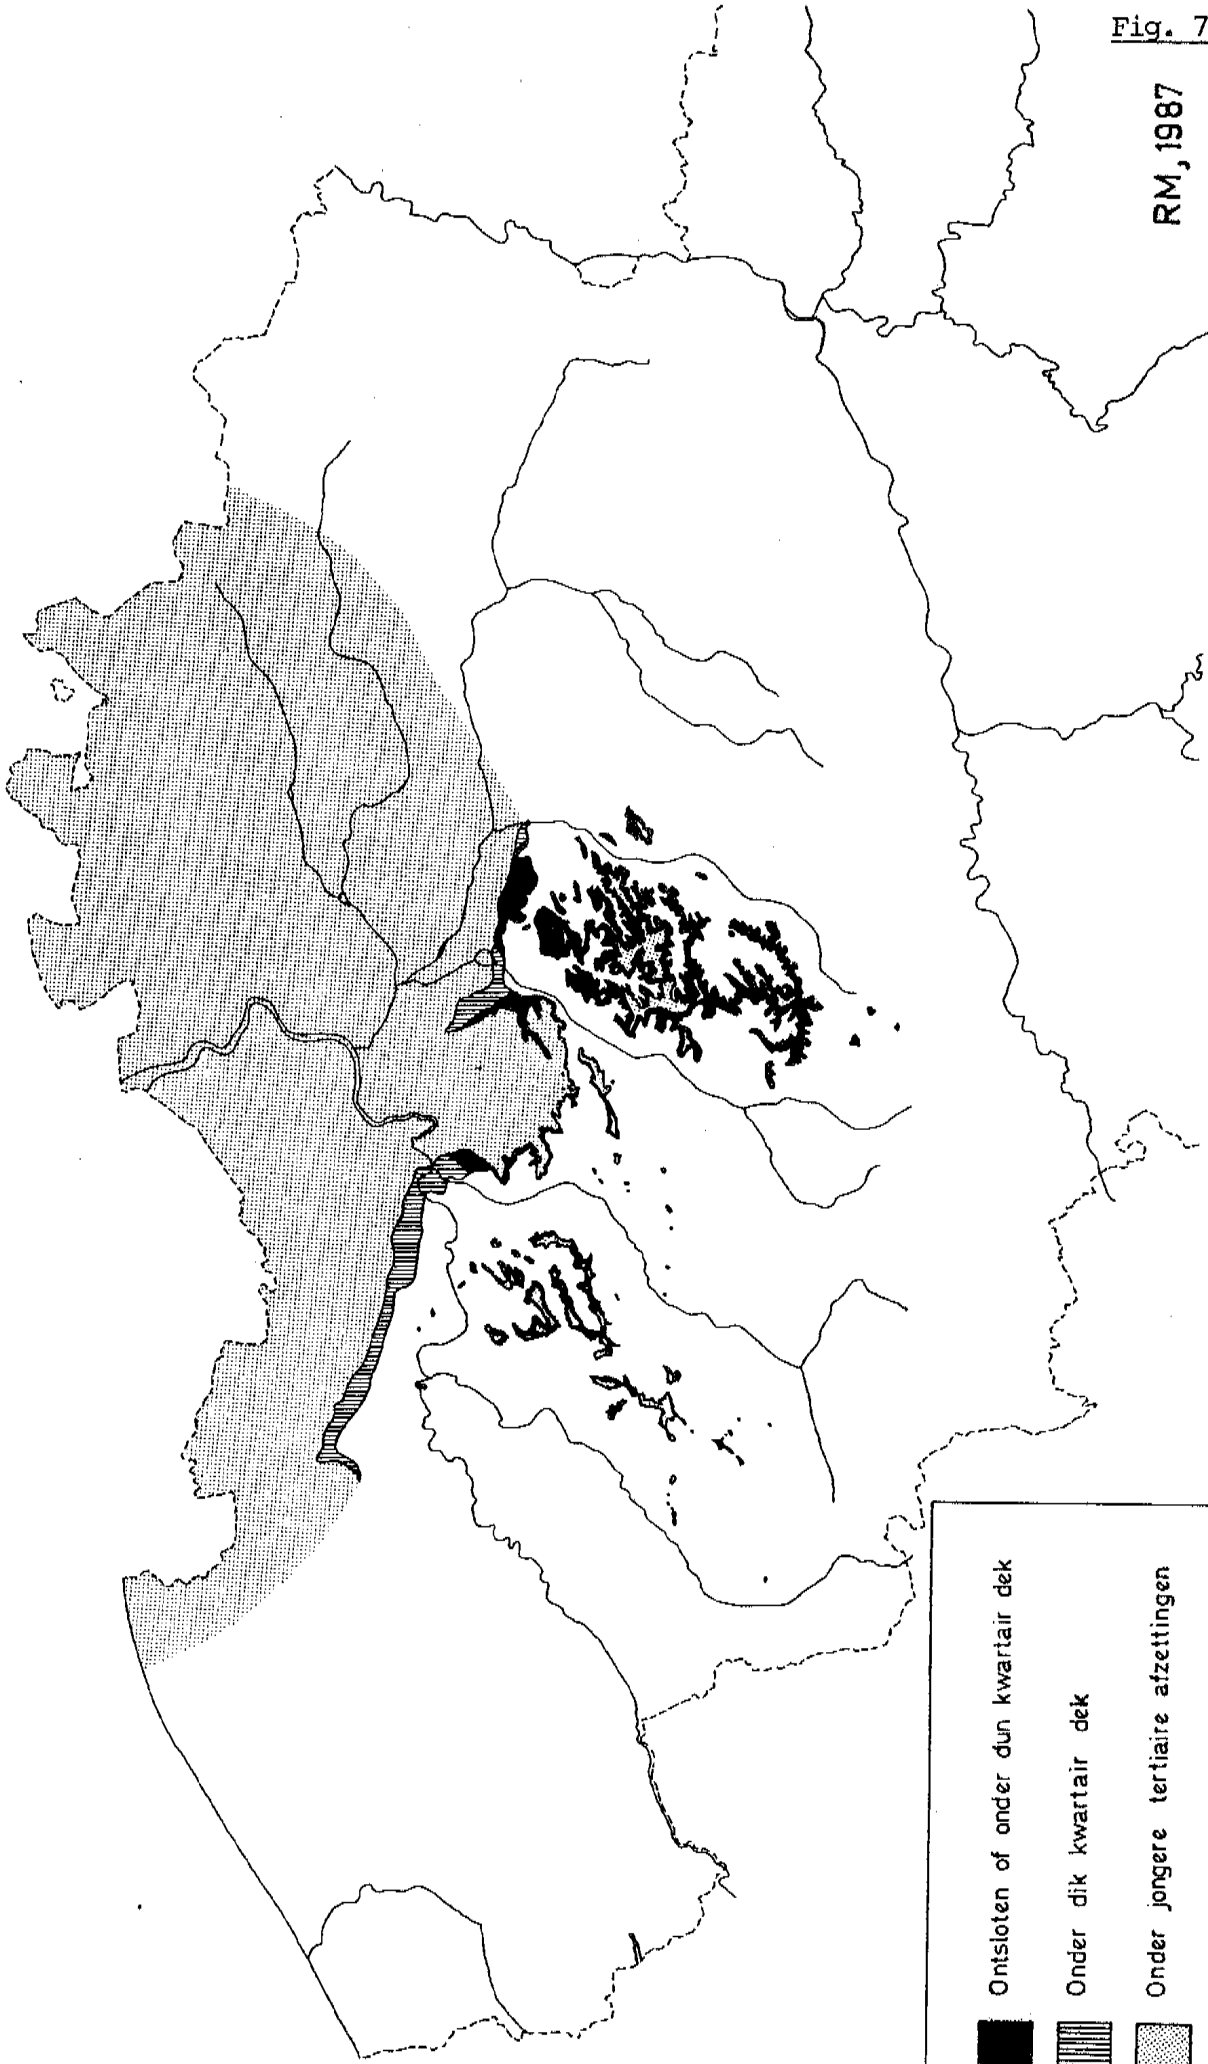 Fig. 7
RM, 1987
Ontsloten of onder dun kwartair dek
Onder dik kwartair dek
Onder jongere tertiaire afzettingen